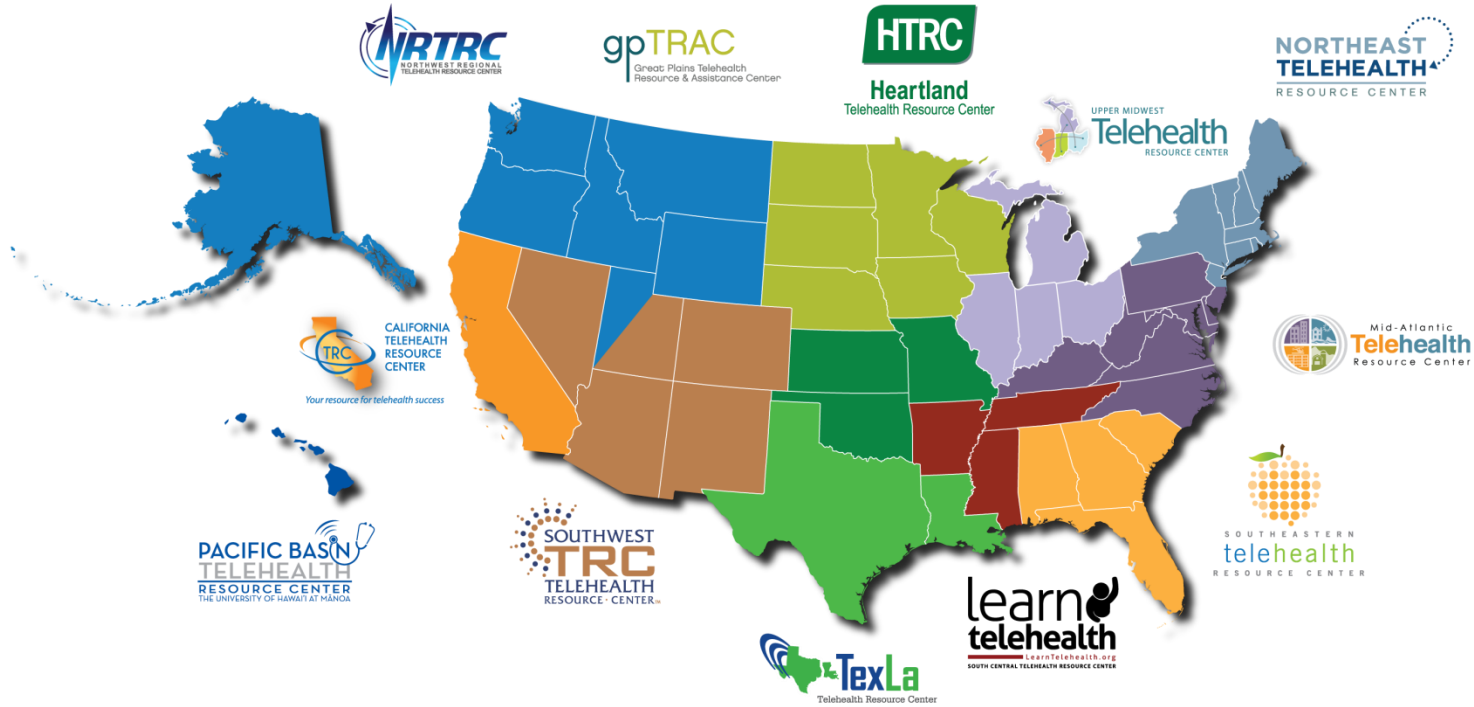 NRTRC
NORTHWEST REGIONAL
TELEHEALTH RESOURCE CENTER
gpTRAC
Great Plains Telehealth
Resource & Assistance Center
HTRC
Heartland
Telehealth Resource Center
UPPER MIDWEST
Telehealth
RESOURCE CENTER
NORTHEAST
TELEHEALTH
RESOURCE CENTER
TRC
CALIFORNIA
TELEHEALTH
RESOURCE
CENTER
Your resource for telehealth success
Mid-Atlantic
Telehealth
Resource Center
PACIFIC BASIN
TELEHEALTH
RESOURCE CENTER
THE UNIVERSITY OF HAWAI'I AT MĀNOA
SOUTHWEST
TRC
TELEHEALTH
RESOURCE · CENTER
SOUTHEASTERN
telehealth
RESOURCE CENTER
learn
telehealth
LearnTelehealth.org
SOUTH CENTRAL TELEHEALTH RESOURCE CENTER
TexLa
Telehealth Resource Center